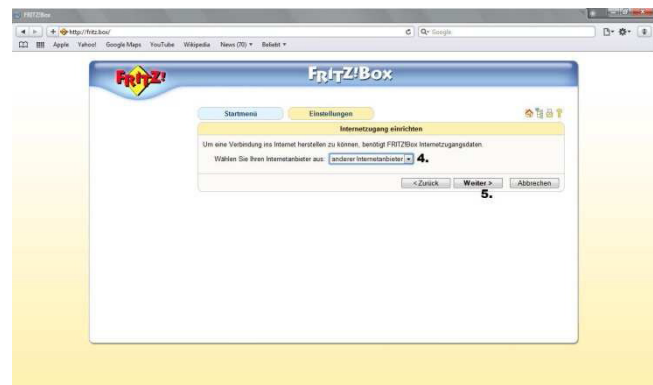 FRITZ!Box
http://fritz.box/
Google
Apple Yahoo! Google Maps YouTube Wikipedia News (70) Beliebt
FRITZ!
FRITZ!BOX
Startmenü Einstellungen
Internetzugang einrichten
Um eine Verbindung ins Internet herstellen zu können, benötigt FRITZ!Box Internetzugangsdaten.
Wählen Sie Ihren Internetanbieter aus: anderer Internetanbieter 4.
< Zurück Weiter > Abbrechen
5.